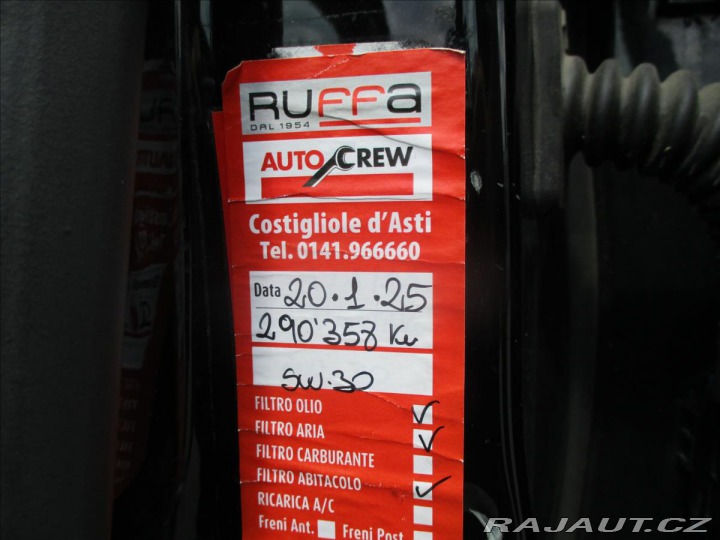 RUFFA
DAL 1954
AUTO CREW
Costigliole d'Asti
Tel. 0141.966660
Data 20.1.25
290'358 Km
5W.30
FILTRO OLIO ✓
FILTRO ARIA ✓
FILTRO CARBURANTE
FILTRO ABITACOLO ✓
RICARICA A/C
Freni Ant. Freni Post.
RAJAUT.CZ